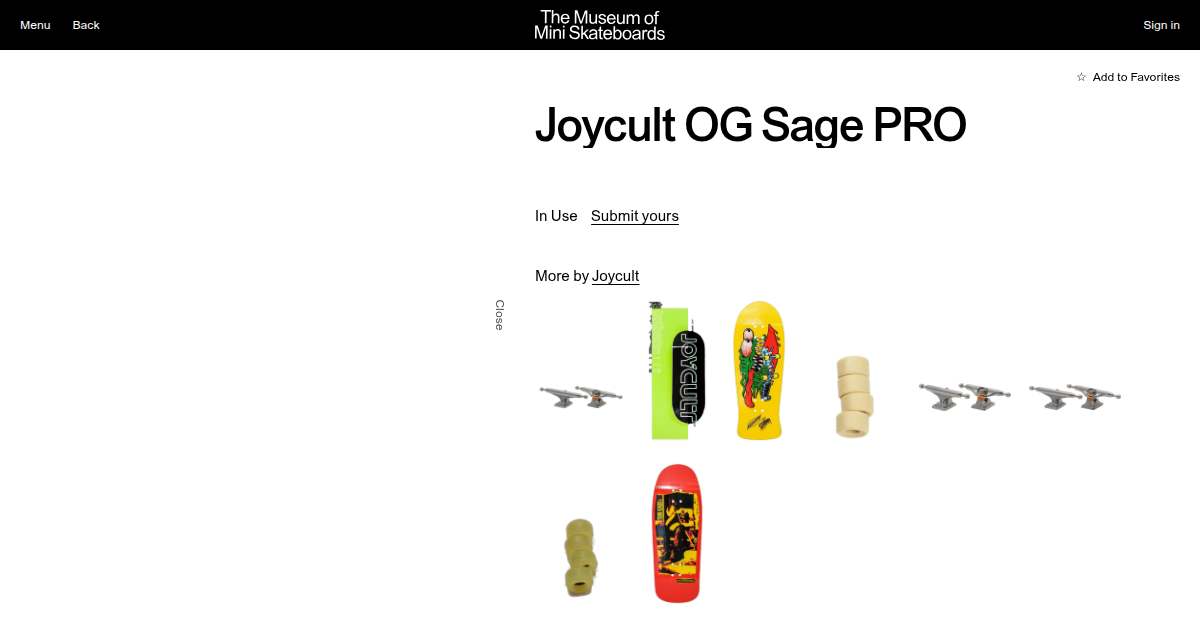 Menu
Back
The Museum of
Mini Skateboards
Sign in
☆ Add to Favorites
Joycult OG Sage PRO
In Use
Submit yours
More by Joycult
Close
JOYCULT